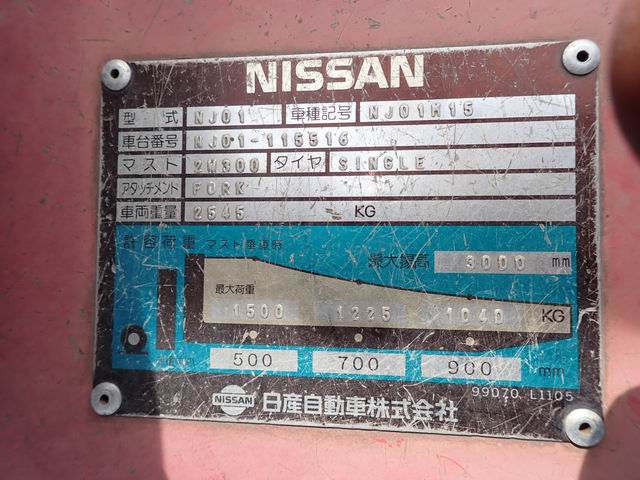 NISSAN
型 式 NJ01 車種記号 NJ01M15
車台番号 NJ01-115516
マスト 2W300 タイヤ SINGLE
アタッチメント FORK
車両重量 2545 KG
許容荷重 マスト垂直時
最大揚高 3000 mm
最大荷重
1500 1225 1040 KG
500 700 900 mm
99070 L1105
NISSAN 日産自動車株式会社